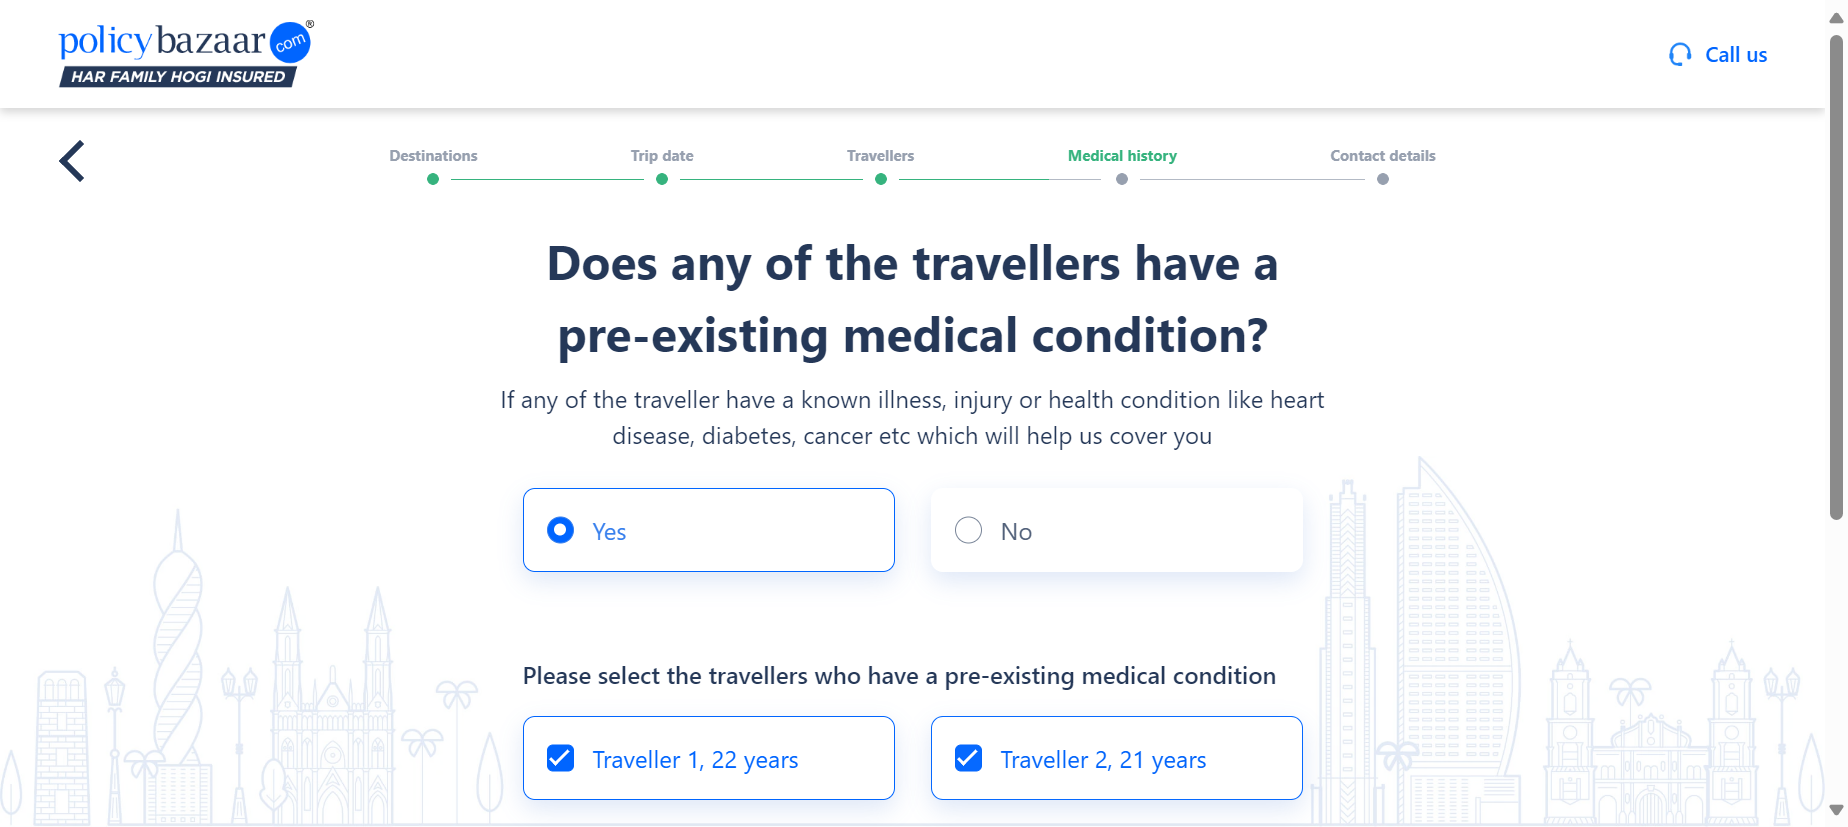 policybazaar com ®
HAR FAMILY HOGI INSURED
Call us
Destinations
Trip date
Travellers
Medical history
Contact details
Does any of the travellers have a
pre-existing medical condition?
If any of the traveller have a known illness, injury or health condition like heart
disease, diabetes, cancer etc which will help us cover you
Yes
No
Please select the travellers who have a pre-existing medical condition
Traveller 1, 22 years
Traveller 2, 21 years